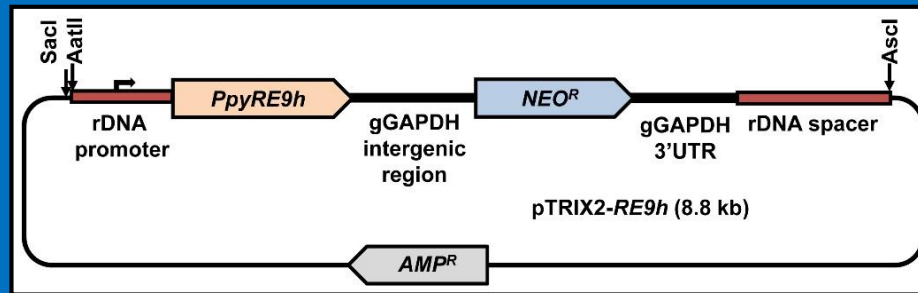 SacI
AatII
AscI
PpyRE9h
NEO^R
rDNA
promoter
gGAPDH
intergenic
region
gGAPDH
3'UTR
rDNA spacer
pTRIX2-RE9h (8.8 kb)
AMP^R